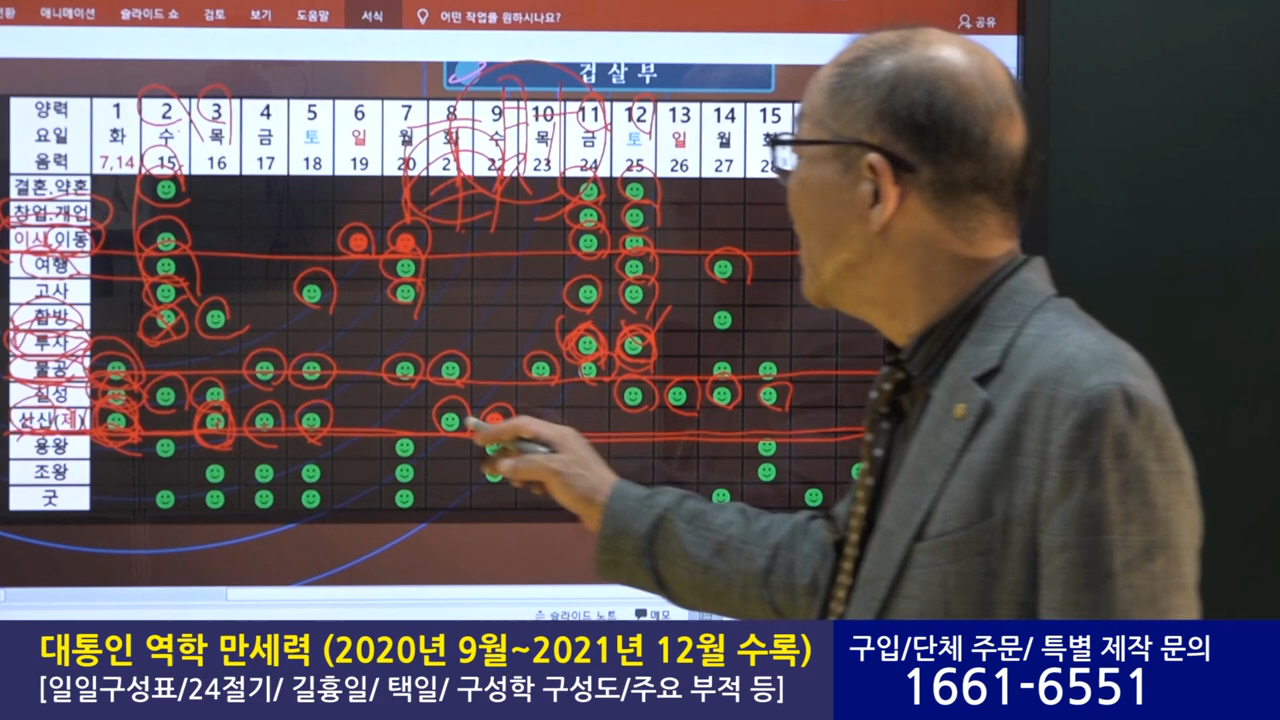 애니메이션 슬라이드 쇼 검토 보기 도움말 서식 어떤 작업을 원하시나요? 공유
겁살부
양력 1 2 3 4 5 6 7 8 9 10 11 12 13 14 15
요일 화 수 목 금 토 일 월 화 수 목 금 토 일 월 화
음력 7,14 15 16 17 18 19 20 22 23 24 25 26 27
결혼.약혼
창업.개업
이사.이동
여행
고사
합방
투자
불공
산신(제)
용왕
조왕
굿
슬라이드 노트 메모
대통인 역학 만세력 (2020년 9월~2021년 12월 수록)
[일일구성표/24절기/ 길흉일/ 택일/ 구성학 구성도/주요 부적 등]
구입/단체 주문/ 특별 제작 문의
1661-6551